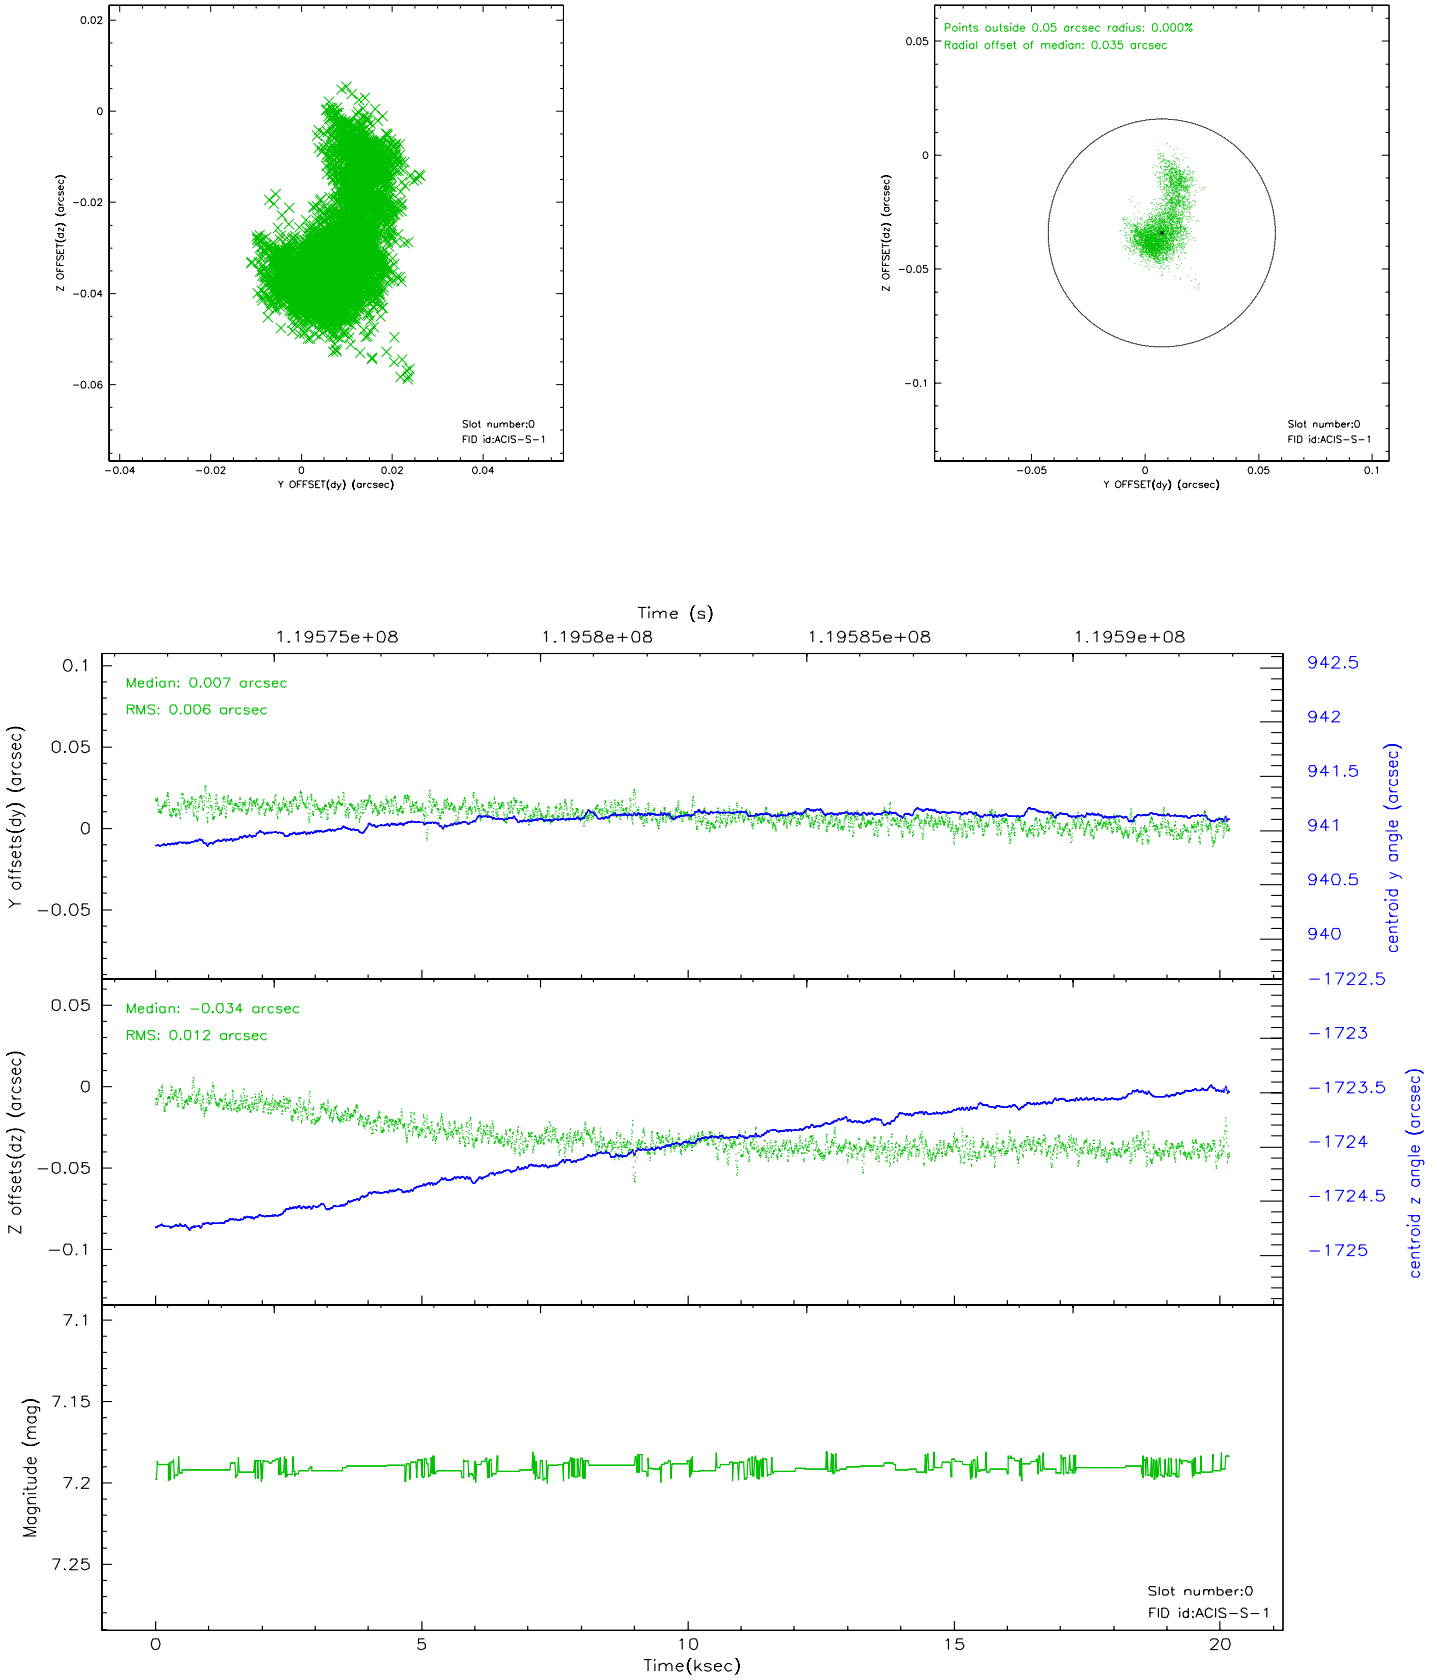 0.02
0
−0.02
−0.04
−0.06
Z OFFSET(dz) (arcsec)
Slot number:0
FID id:ACIS−S−1
−0.04
−0.02
0
0.02
0.04
Y OFFSET(dy) (arcsec)
Points outside 0.05 arcsec radius: 0.000%
Radial offset of median: 0.035 arcsec
0.05
0
−0.05
−0.1
Z OFFSET(dz) (arcsec)
Slot number:0
FID id:ACIS−S−1
−0.05
0
0.05
0.1
Y OFFSET(dy) (arcsec)
Time (s)
1.19575e+08
1.1958e+08
1.19585e+08
1.1959e+08
Median: 0.007 arcsec
RMS: 0.006 arcsec
0.1
0.05
0
−0.05
Y offsets(dy) (arcsec)
942.5
942
941.5
941
940.5
940
centroid y angle (arcsec)
Median: −0.034 arcsec
RMS: 0.012 arcsec
0.05
0
−0.05
−0.1
Z offsets(dz) (arcsec)
−1722.5
−1723
−1723.5
−1724
−1724.5
−1725
centroid z angle (arcsec)
7.1
7.15
7.2
7.25
Magnitude (mag)
Slot number:0
FID id:ACIS−S−1
0
5
10
15
20
Time(ksec)